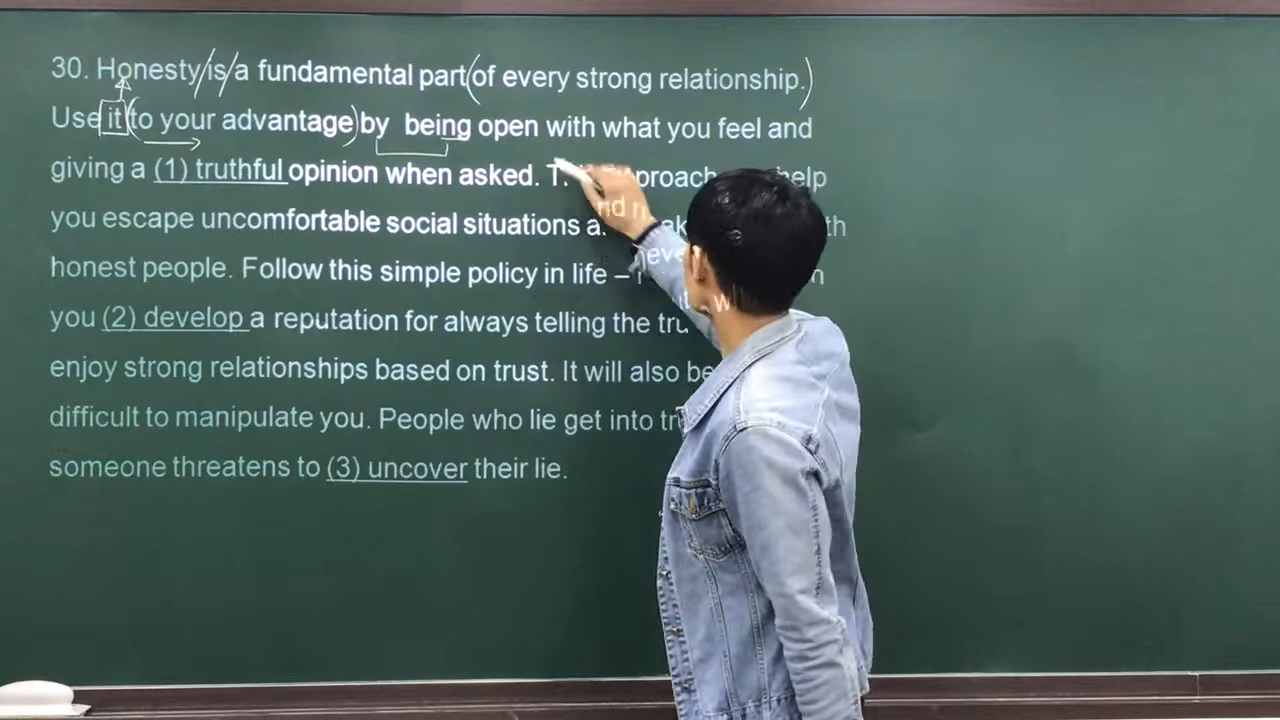 30. Honesty is a fundamental part of every strong relationship.
Use it to your advantage by being open with what you feel and
giving a (1) truthful opinion when asked. approach help
you escape uncomfortable social situations
honest people. Follow this simple policy in life –
you (2) develop a reputation for always telling the
enjoy strong relationships based on trust. It will also
difficult to manipulate you. People who lie get into
someone threatens to (3) uncover their lie.